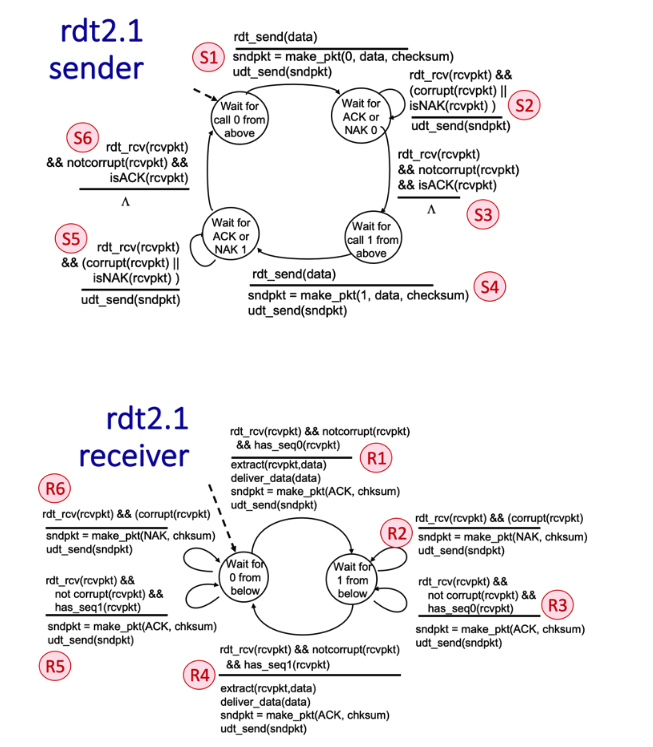 rdt2.1
sender
S1
rdt_send(data)
sndpkt = make_pkt(0, data, checksum)
udt_send(sndpkt)
Wait for
call 0 from
above
Wait for
ACK or
NAK 0
rdt_rcv(rcvpkt) &&
(corrupt(rcvpkt) ||
isNAK(rcvpkt) )
udt_send(sndpkt)
S2
S6
rdt_rcv(rcvpkt)
&& notcorrupt(rcvpkt) &&
isACK(rcvpkt)
Λ
rdt_rcv(rcvpkt)
&& notcorrupt(rcvpkt)
&& isACK(rcvpkt)
Λ
S3
Wait for
ACK or
NAK 1
Wait for
call 1 from
above
S5
rdt_rcv(rcvpkt)
&& (corrupt(rcvpkt) ||
isNAK(rcvpkt) )
udt_send(sndpkt)
rdt_send(data)
sndpkt = make_pkt(1, data, checksum)
udt_send(sndpkt)
S4
rdt2.1
receiver
rdt_rcv(rcvpkt) && notcorrupt(rcvpkt)
&& has_seq0(rcvpkt)
extract(rcvpkt,data)
deliver_data(data)
sndpkt = make_pkt(ACK, chksum)
udt_send(sndpkt)
R1
R6
rdt_rcv(rcvpkt) && (corrupt(rcvpkt)
sndpkt = make_pkt(NAK, chksum)
udt_send(sndpkt)
R2
rdt_rcv(rcvpkt) && (corrupt(rcvpkt)
sndpkt = make_pkt(NAK, chksum)
udt_send(sndpkt)
Wait for
0 from
below
Wait for
1 from
below
rdt_rcv(rcvpkt) &&
not corrupt(rcvpkt) &&
has_seq1(rcvpkt)
sndpkt = make_pkt(ACK, chksum)
udt_send(sndpkt)
R5
rdt_rcv(rcvpkt) &&
not corrupt(rcvpkt) &&
has_seq0(rcvpkt)
sndpkt = make_pkt(ACK, chksum)
udt_send(sndpkt)
R3
R4
rdt_rcv(rcvpkt) && notcorrupt(rcvpkt)
&& has_seq1(rcvpkt)
extract(rcvpkt,data)
deliver_data(data)
sndpkt = make_pkt(ACK, chksum)
udt_send(sndpkt)